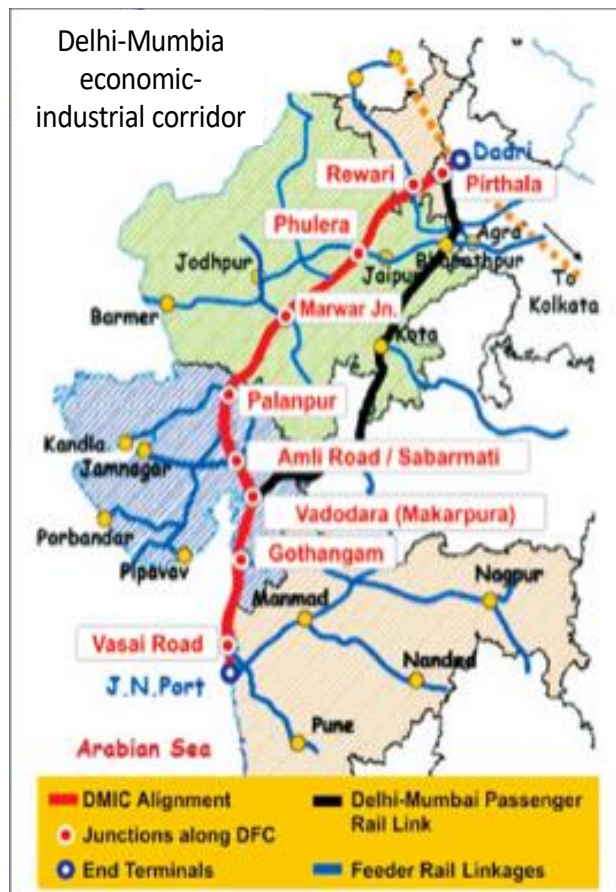 Delhi-Mumbia
economic-
industrial corridor
Dadri
Rewari
Pirthala
Phulera
Agra
Bharathpur
Jodhpur
Jaipur
To
Kolkata
Barmer
Marwar Jn.
Kota
Palanpur
Kandla
Jamnagar
Amli Road / Sabarmati
Vadodara (Makarpura)
Porbandar
Pipavav
Gothangam
Nagpur
Manmad
Vasai Road
Nanded
J.N.Port
Pune
Arabian Sea
DMIC Alignment
Delhi-Mumbai Passenger
Rail Link
Junctions along DFC
End Terminals
Feeder Rail Linkages